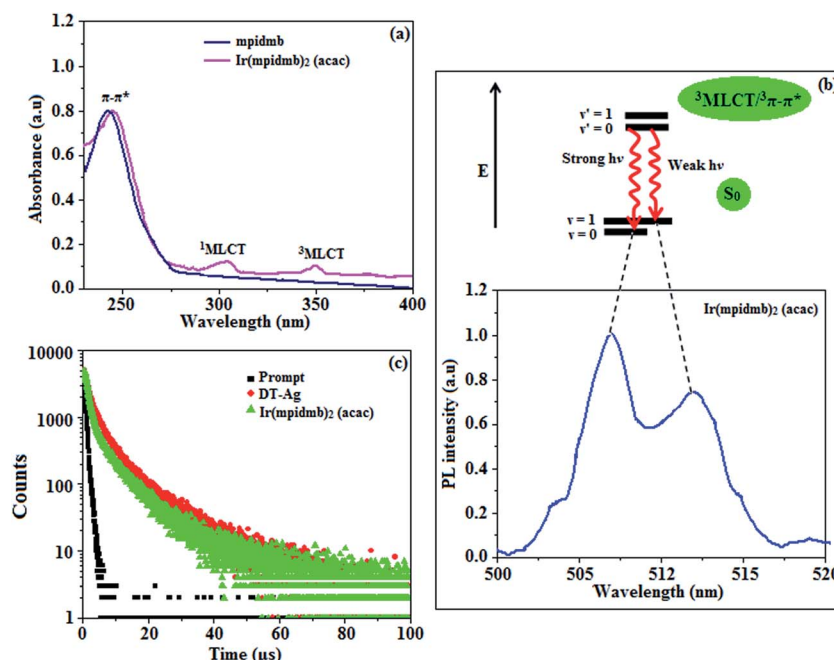 (a)
mpidmb
Ir(mpidmb)₂ (acac)
π-π*
¹MLCT
³MLCT
1.2
1.0
0.8
0.6
0.4
0.2
0.0
Absorbance (a.u)
250 300 350 400
Wavelength (nm)
(b)
E
³MLCT/³π-π*
v' = 1
v' = 0
Strong hν
Weak hν
S₀
v = 1
v = 0
Ir(mpidmb)₂ (acac)
1.2
1.0
0.8
0.6
0.4
0.2
0.0
PL intensity (a.u)
500 505 512 515 520
Wavelength (nm)
(c)
Prompt
DT-Ag
Ir(mpidmb)₂ (acac)
10000
1000
100
10
1
Counts
0 20 40 60 80 100
Time (us)